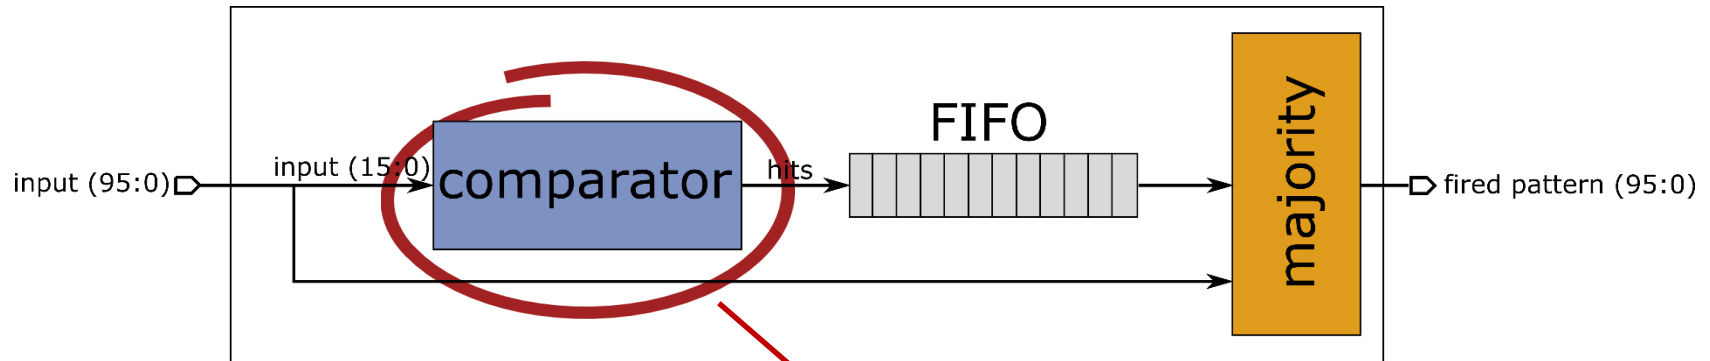 input (95:0)
input (15:0)
comparator
hits
FIFO
majority
fired pattern (95:0)